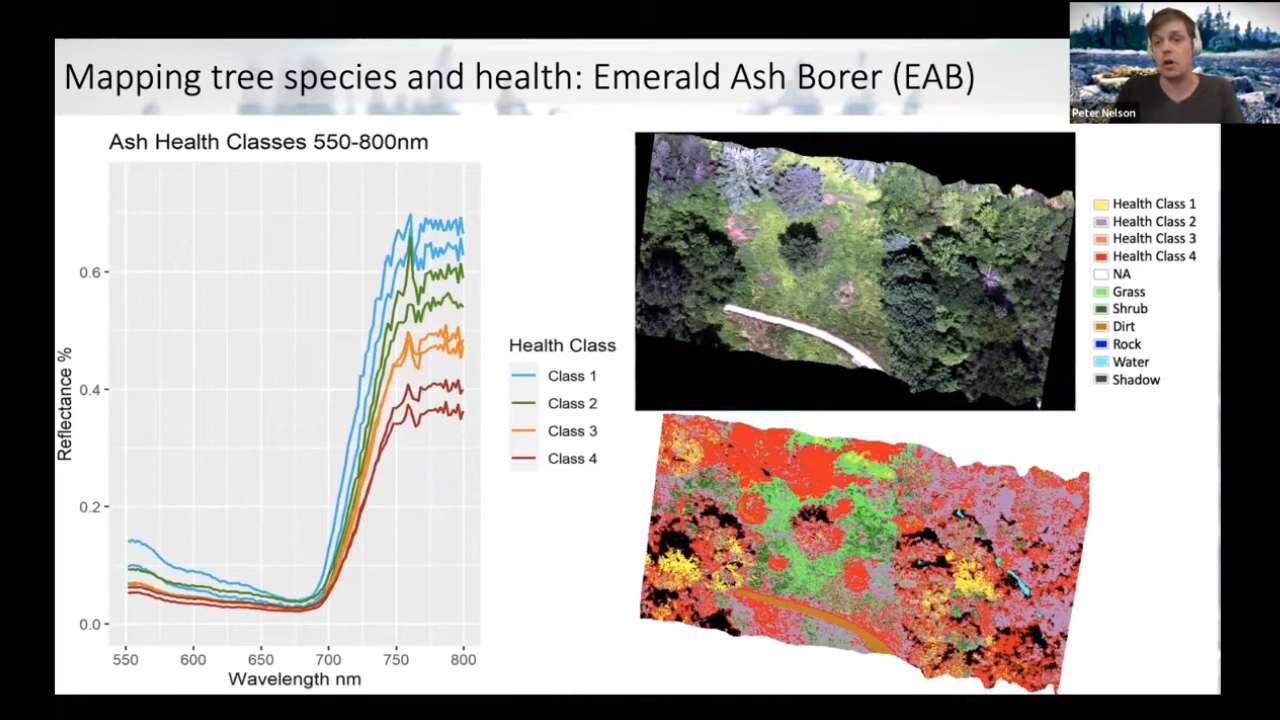 Mapping tree species and health: Emerald Ash Borer (EAB)
Peter Nelson
Ash Health Classes 550-800nm
Reflectance %
0.6
0.4
0.2
0.0
550 600 650 700 750 800
Wavelength nm
Health Class
Class 1
Class 2
Class 3
Class 4
Health Class 1
Health Class 2
Health Class 3
Health Class 4
NA
Grass
Shrub
Dirt
Rock
Water
Shadow